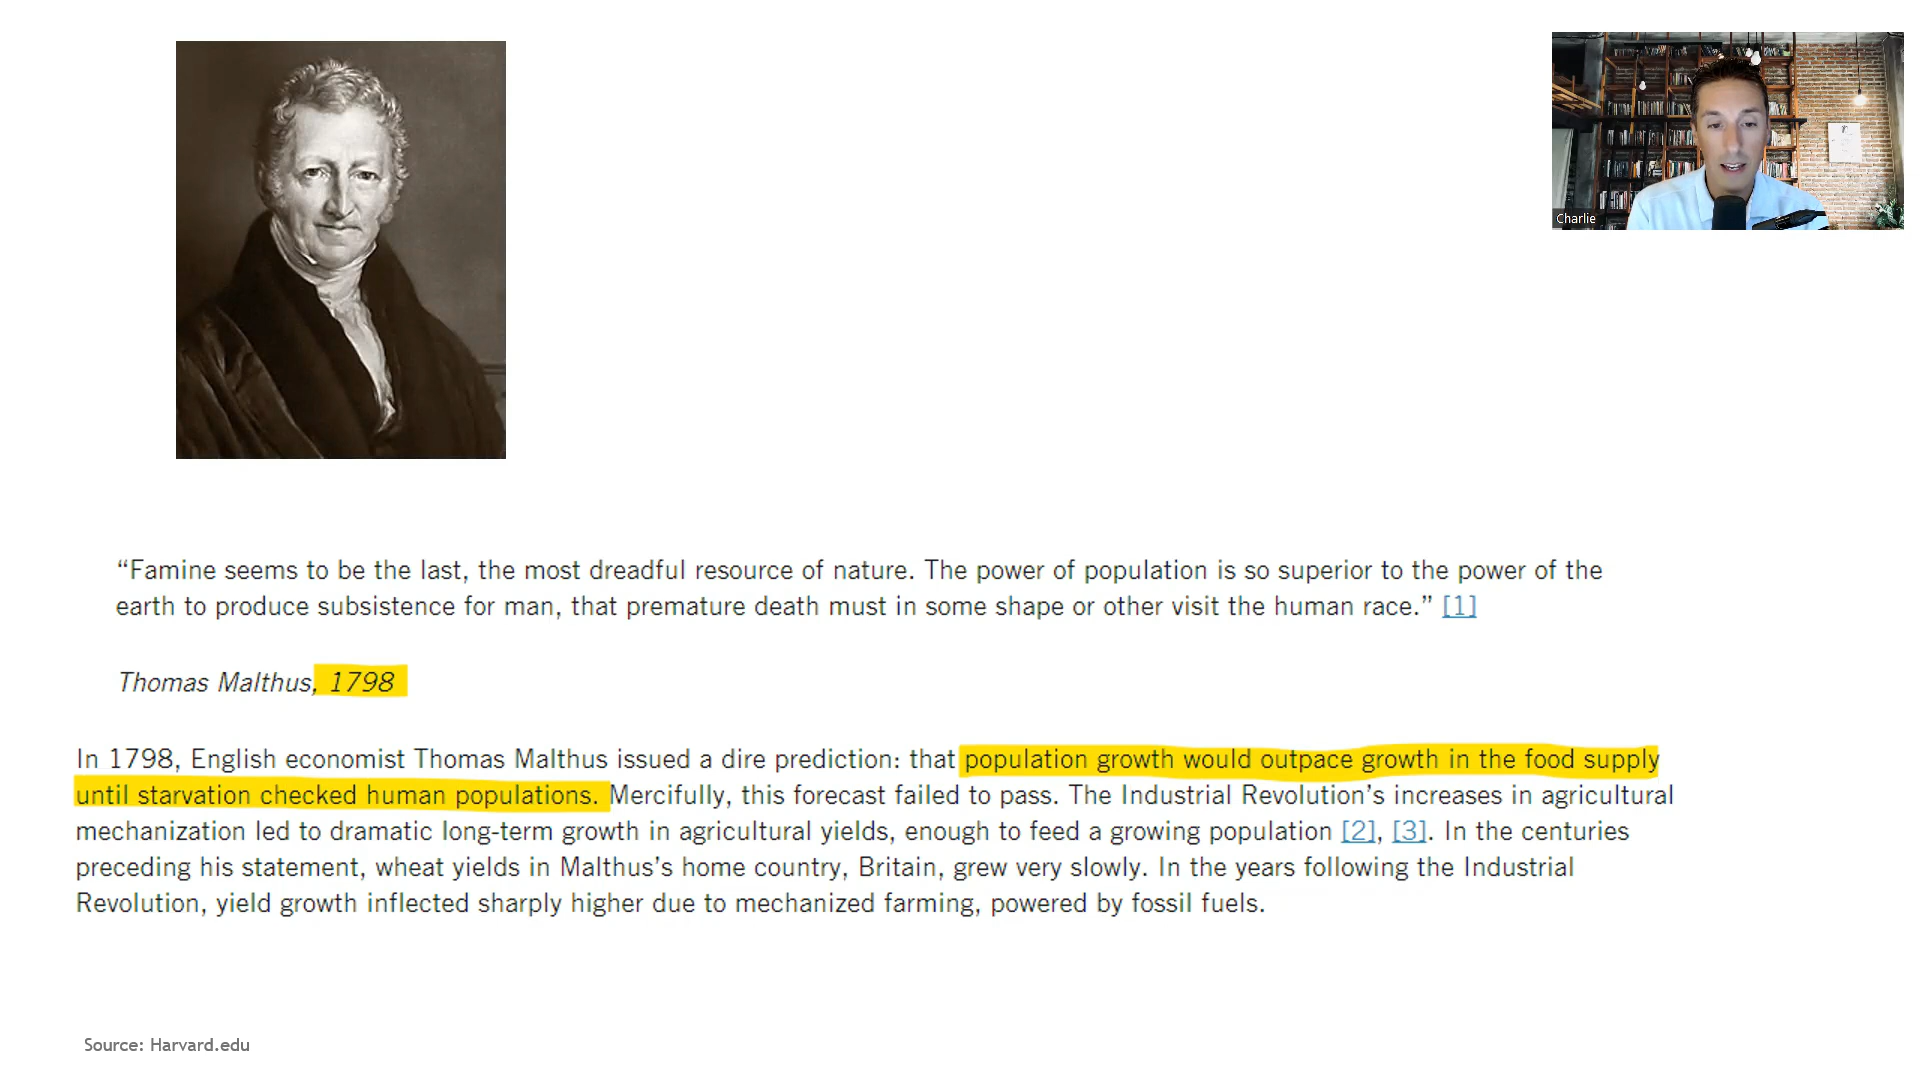 Charlie
“Famine seems to be the last, the most dreadful resource of nature. The power of population is so superior to the power of the
earth to produce subsistence for man, that premature death must in some shape or other visit the human race.” [1]
Thomas Malthus, 1798
In 1798, English economist Thomas Malthus issued a dire prediction: that population growth would outpace growth in the food supply
until starvation checked human populations. Mercifully, this forecast failed to pass. The Industrial Revolution’s increases in agricultural
mechanization led to dramatic long-term growth in agricultural yields, enough to feed a growing population [2], [3]. In the centuries
preceding his statement, wheat yields in Malthus’s home country, Britain, grew very slowly. In the years following the Industrial
Revolution, yield growth inflected sharply higher due to mechanized farming, powered by fossil fuels.
Source: Harvard.edu